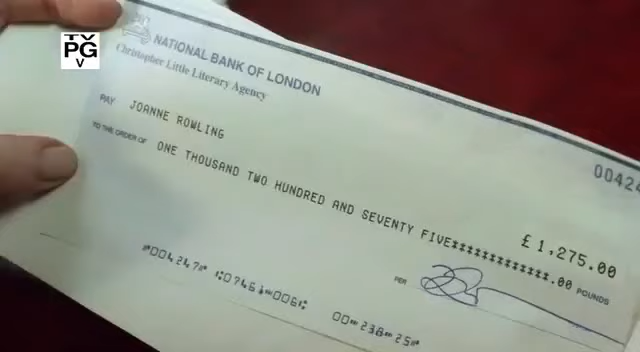 TV
PG
V
NATIONAL BANK OF LONDON
Christopher Little Literary Agency
00424
PAY JOANNE ROWLING
TO THE ORDER OF ONE THOUSAND TWO HUNDRED AND SEVENTY FIVE*************.00 POUNDS
£1,275.00
PER